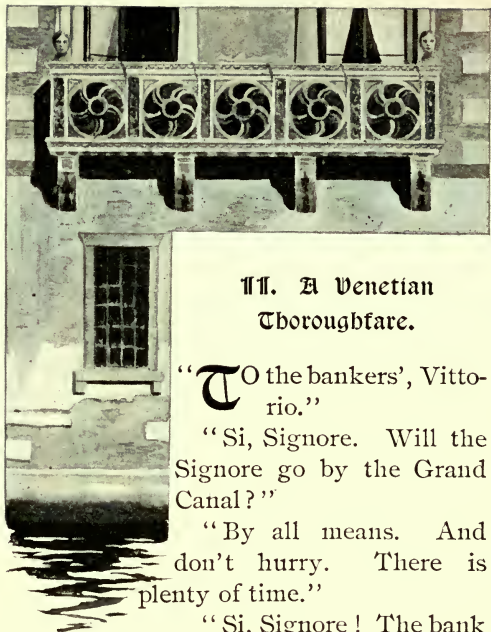 II. A Venetian
Thoroughfare.
“TO the bankers’, Vitto-
rio.”
“Si, Signore. Will the
Signore go by the Grand
Canal?”
“By all means. And
don’t hurry. There is
plenty of time.”
“Si, Signore! The bank